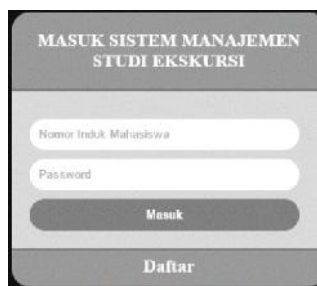 MASUK SISTEM MANAJEMEN
STUDI EKSKURSI
Nomor Induk Mahasiswa
Password
Masuk
Daftar